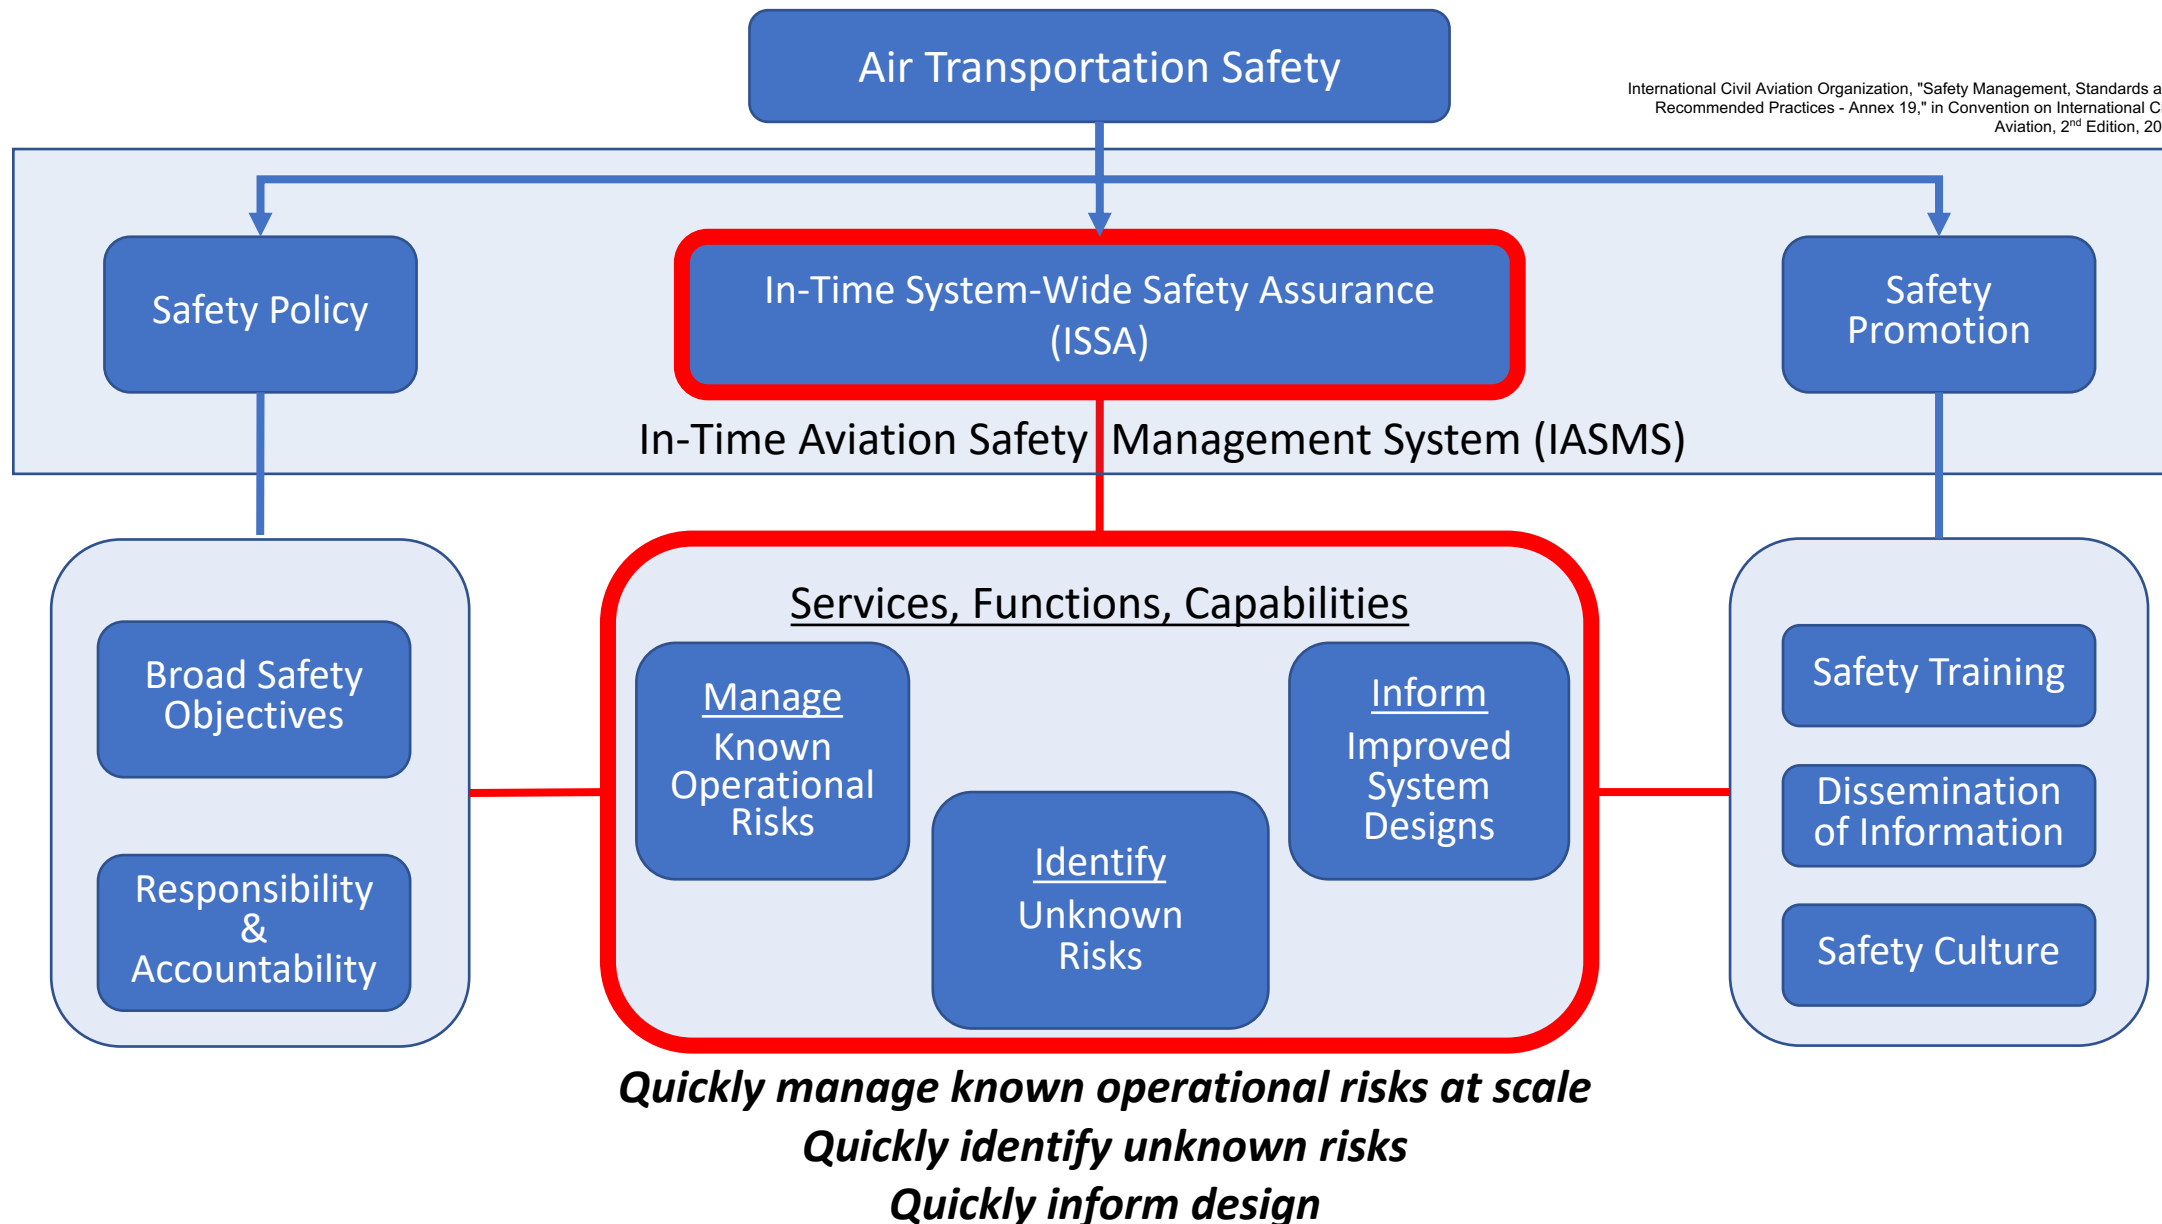 Air Transportation Safety
International Civil Aviation Organization, "Safety Management, Standards a
Recommended Practices - Annex 19," in Convention on International Ci
Aviation, 2nd Edition, 20
Safety Policy
In-Time System-Wide Safety Assurance
(ISSA)
Safety
Promotion
In-Time Aviation Safety Management System (IASMS)
Broad Safety
Objectives
Responsibility
&
Accountability
Services, Functions, Capabilities
Manage
Known
Operational
Risks
Identify
Unknown
Risks
Inform
Improved
System
Designs
Safety Training
Dissemination
of Information
Safety Culture
Quickly manage known operational risks at scale
Quickly identify unknown risks
Quickly inform design